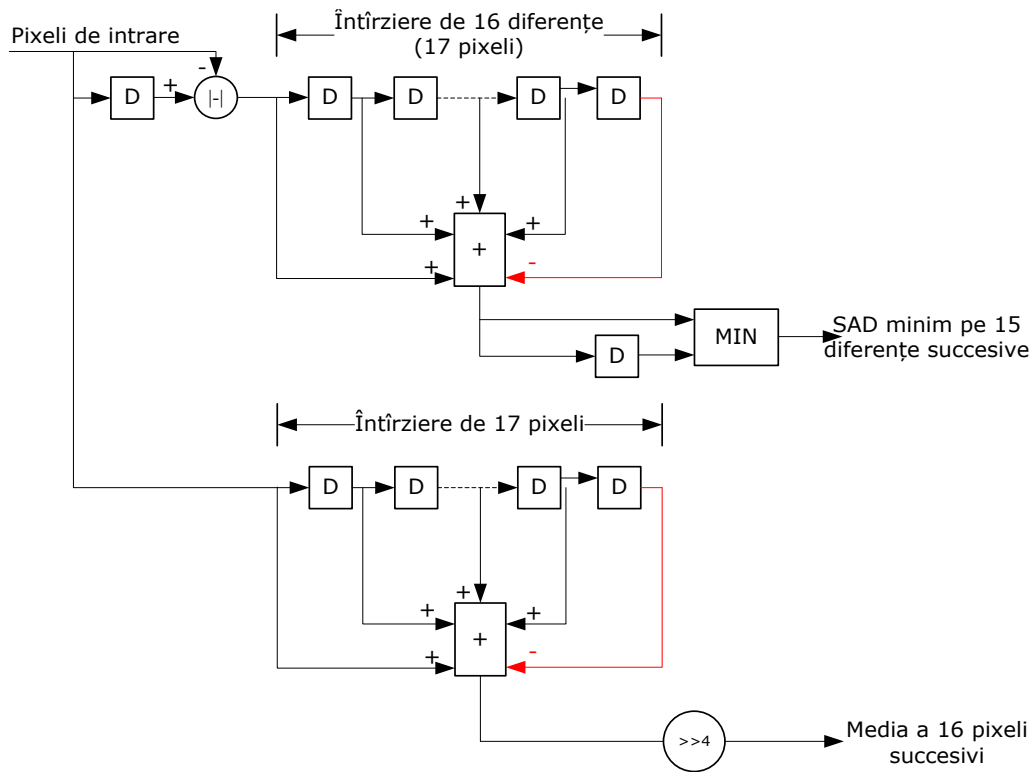 Pixeli de intrare
Întîrziere de 16 diferențe
(17 pixeli)
-
D
+
|-|
D
D
D
D
+
+
+
+
+
-
MIN
D
SAD minim pe 15
diferențe succesive
Întîrziere de 17 pixeli
D
D
D
D
+
+
+
+
+
-
>>4
Media a 16 pixeli
succesivi